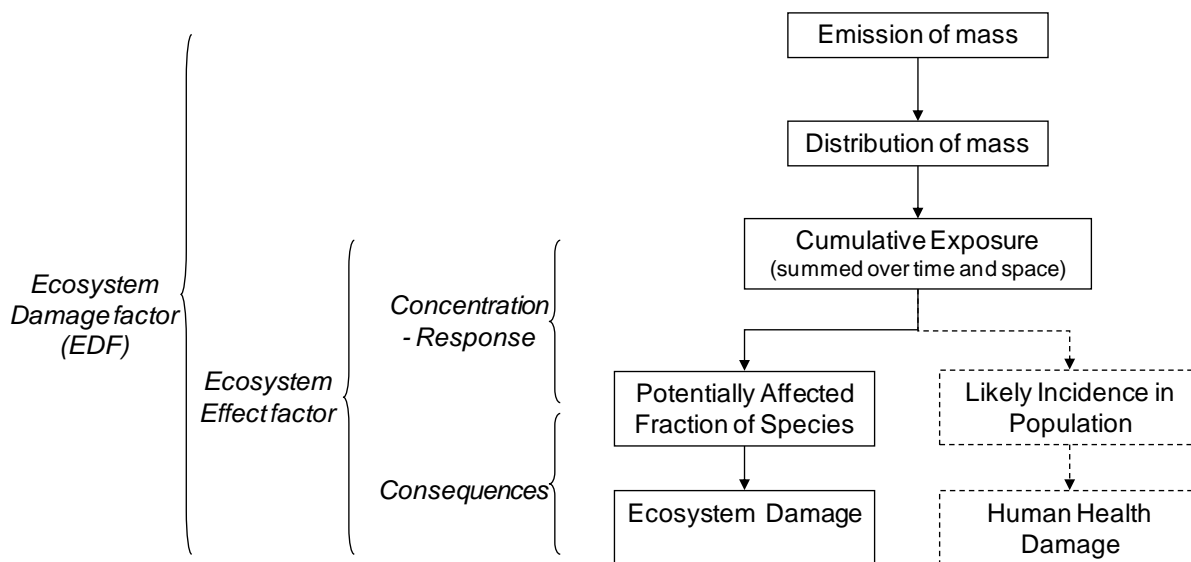 Emission of mass
Distribution of mass
Cumulative Exposure
(summed over time and space)
Ecosystem
Damage factor
(EDF)
Ecosystem
Effect factor
Concentration
- Response
Consequences
Potentially Affected
Fraction of Species
Likely Incidence in
Population
Ecosystem Damage
Human Health
Damage